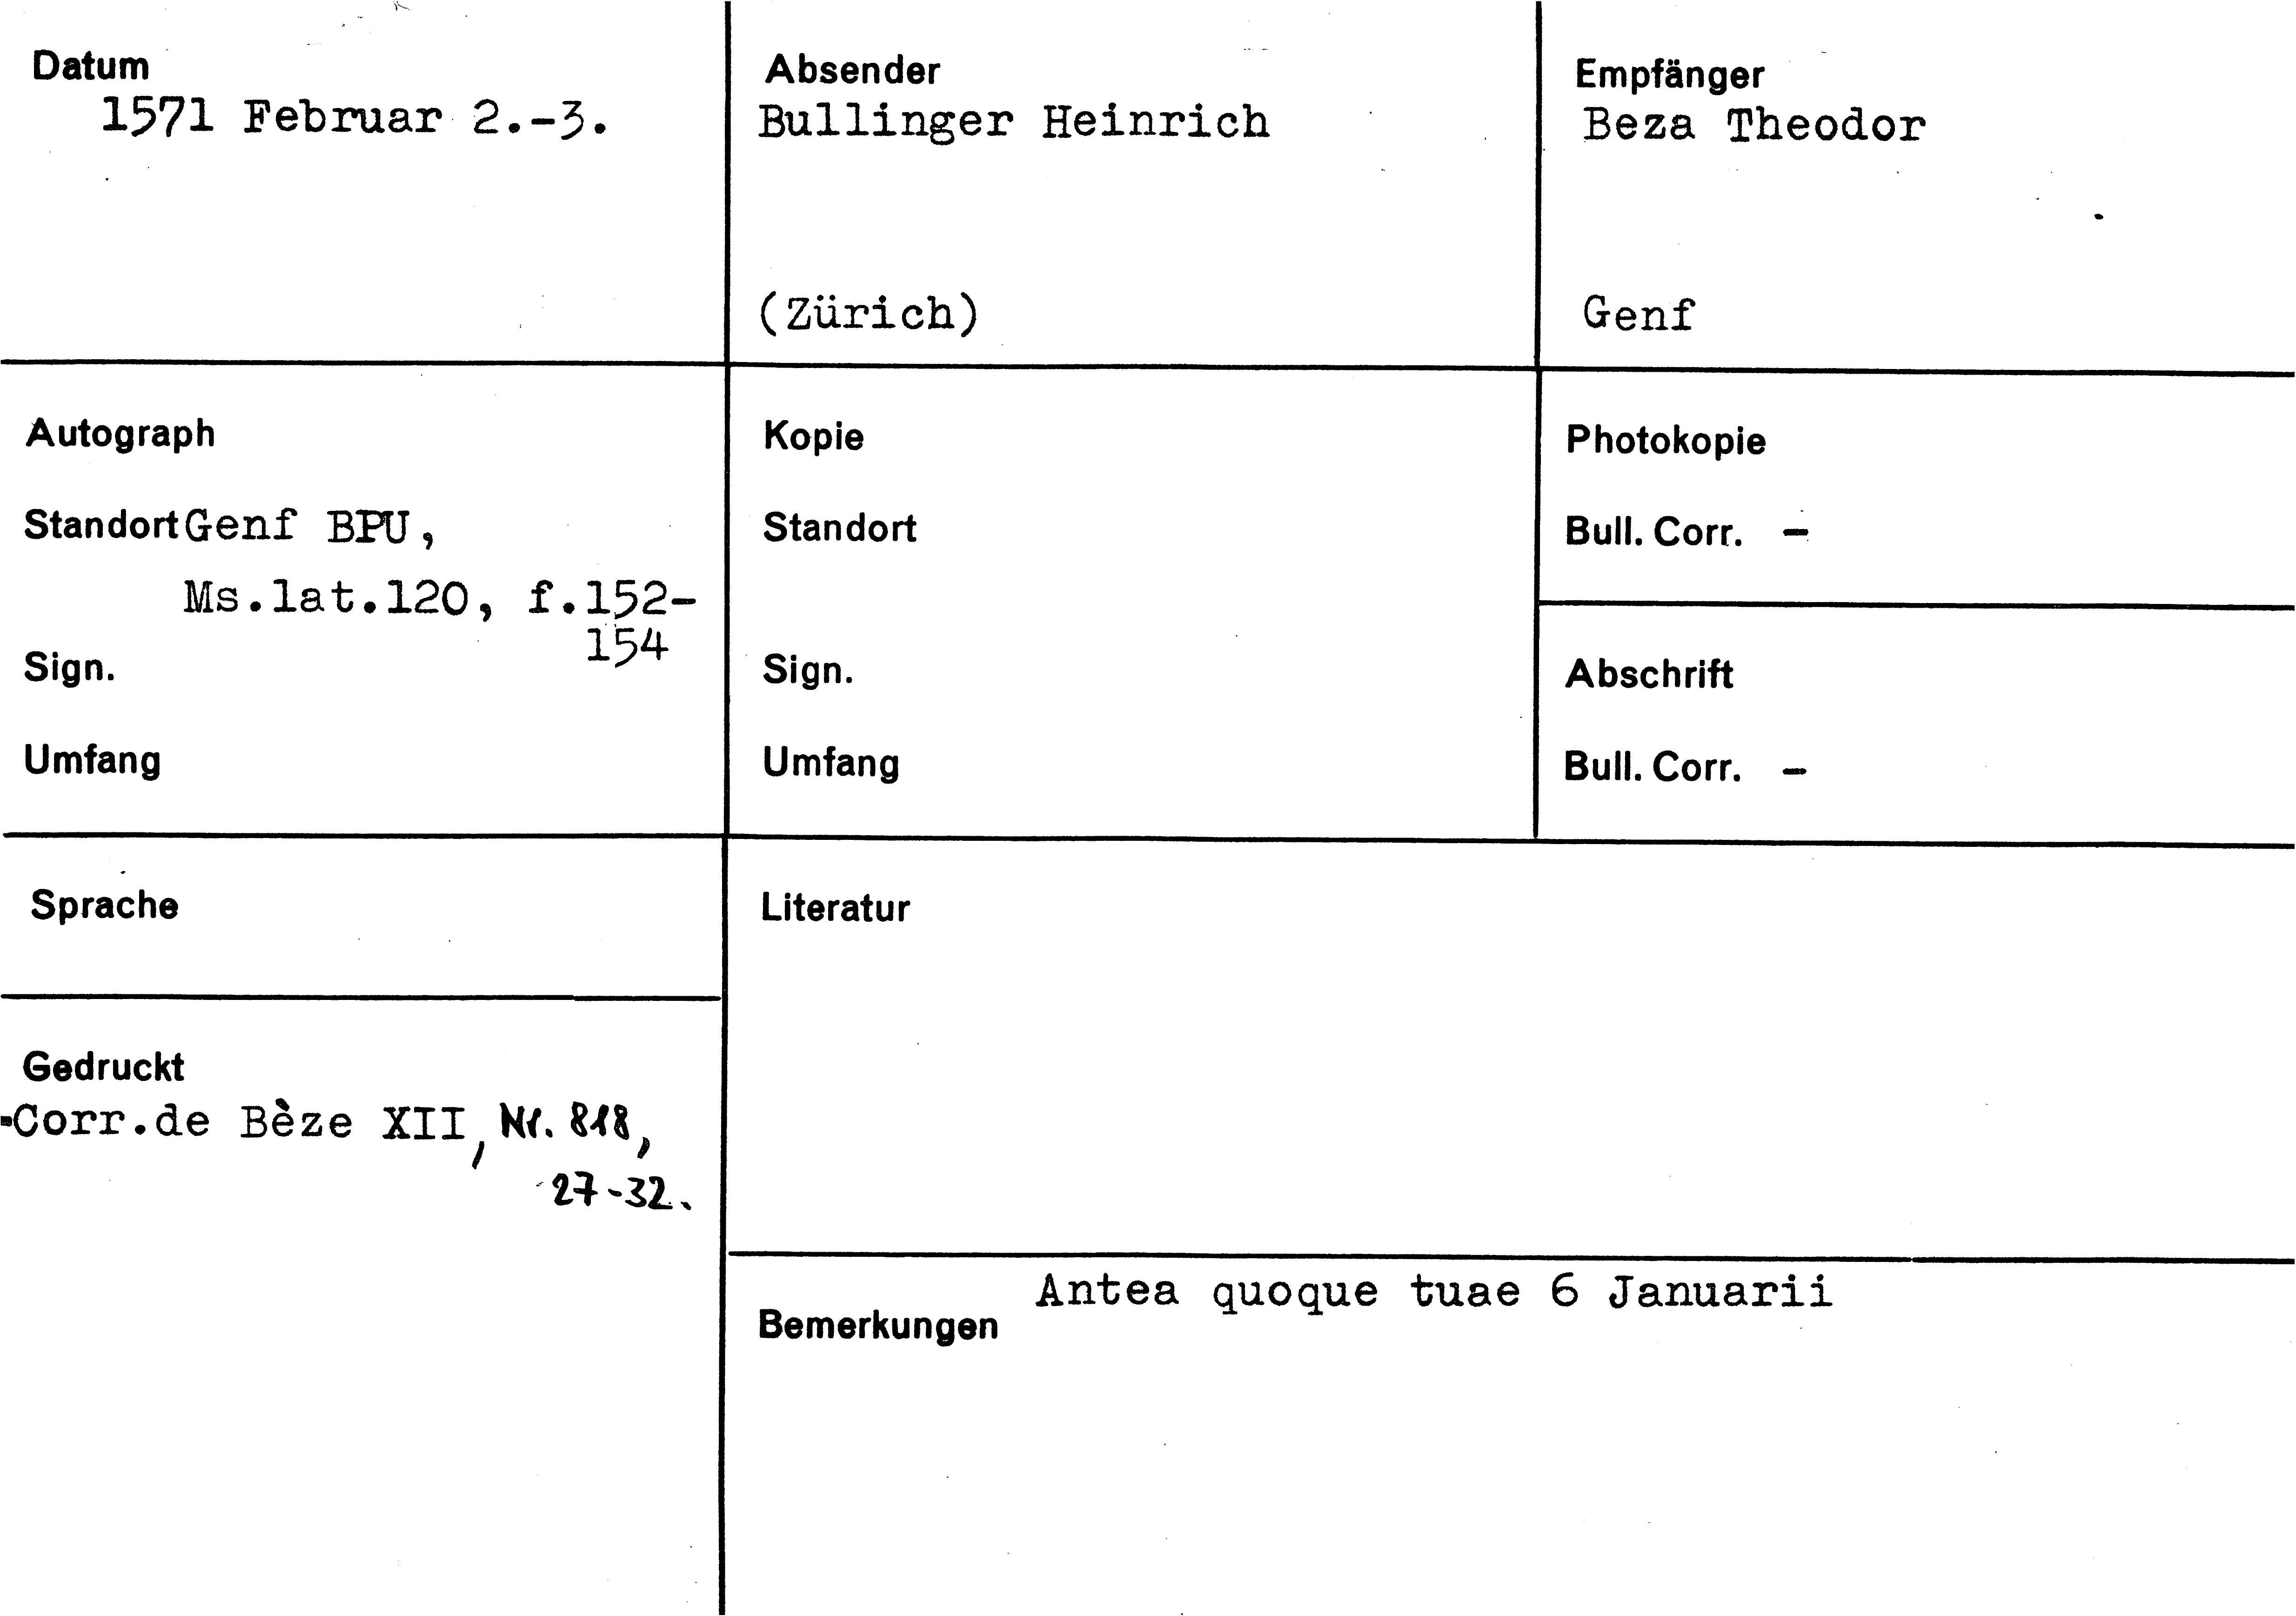 Datum
1571 Februar 2.-3.
Absender
Bullinger Heinrich
(Zürich)
Empfänger
Beza Theodor
Genf
Autograph
Standort Genf BPU,
Ms.lat.120, f.152-
154
Sign.
Umfang
Kopie
Standort
Sign.
Umfang
Photokopie
Bull. Corr. -
Abschrift
Bull. Corr. -
Sprache
Gedruckt
-Corr.de Bèze XII, Nr. 818,
27-32.
Literatur
Antea quoque tuae 6 Januarii
Bemerkungen